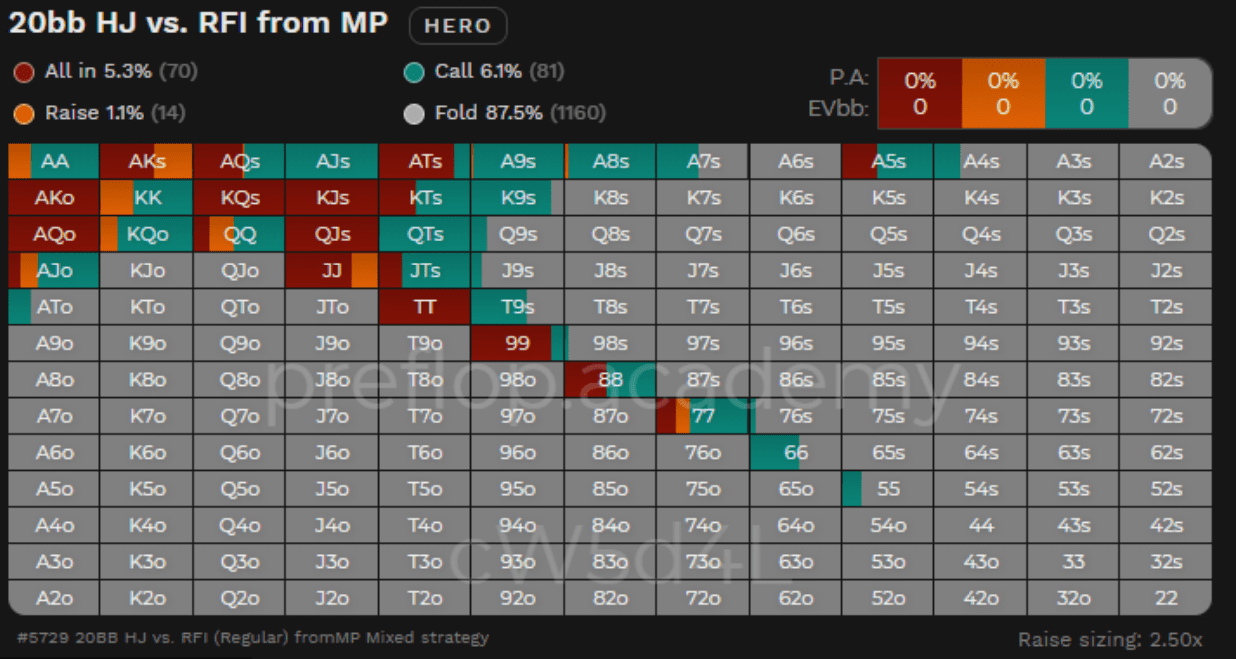 20bb HJ vs. RFI from MP HERO
All in 5.3% (70) Call 6.1% (81)
Raise 1.1% (14) Fold 87.5% (1160)
P.A: 0% 0% 0% 0%
EVbb: 0 0 0 0
AA AKs AQs AJs ATs A9s A8s A7s A6s A5s A4s A3s A2s
AKo KK KQs KJs KTs K9s K8s K7s K6s K5s K4s K3s K2s
AQo KQo QQ QJs QTs Q9s Q8s Q7s Q6s Q5s Q4s Q3s Q2s
AJo KJo QJo JJ JTs J9s J8s J7s J6s J5s J4s J3s J2s
ATo KTo QTo JTo TT T9s T8s T7s T6s T5s T4s T3s T2s
A9o K9o Q9o J9o T9o 99 98s 97s 96s 95s 94s 93s 92s
A8o K8o Q8o J8o T8o 98o 88 87s 86s 85s 84s 83s 82s
preflop.academy
A7o K7o Q7o J7o T7o 97o 87o 77 76s 75s 74s 73s 72s
A6o K6o Q6o J6o T6o 96o 86o 76o 66 65s 64s 63s 62s
A5o K5o Q5o J5o T5o 95o 85o 75o 65o 55 54s 53s 52s
A4o K4o Q4o J4o T4o 94o 84o 74o 64o 54o 44 43s 42s
cW5d4L
A3o K3o Q3o J3o T3o 93o 83o 73o 63o 53o 43o 33 32s
A2o K2o Q2o J2o T2o 92o 82o 72o 62o 52o 42o 32o 22
#5729 20BB HJ vs. RFI (Regular) fromMP Mixed strategy
Raise sizing: 2.50x